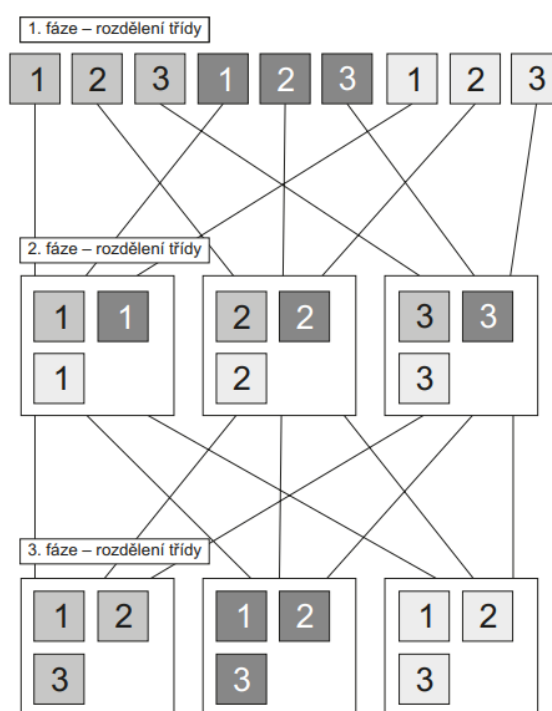 1. fáze – rozdělení třídy
1 2 3 1 2 3 1 2 3
2. fáze – rozdělení třídy
1 1 2 2 3 3
1 2 3
3. fáze – rozdělení třídy
1 2 1 2 1 2
3 3 3